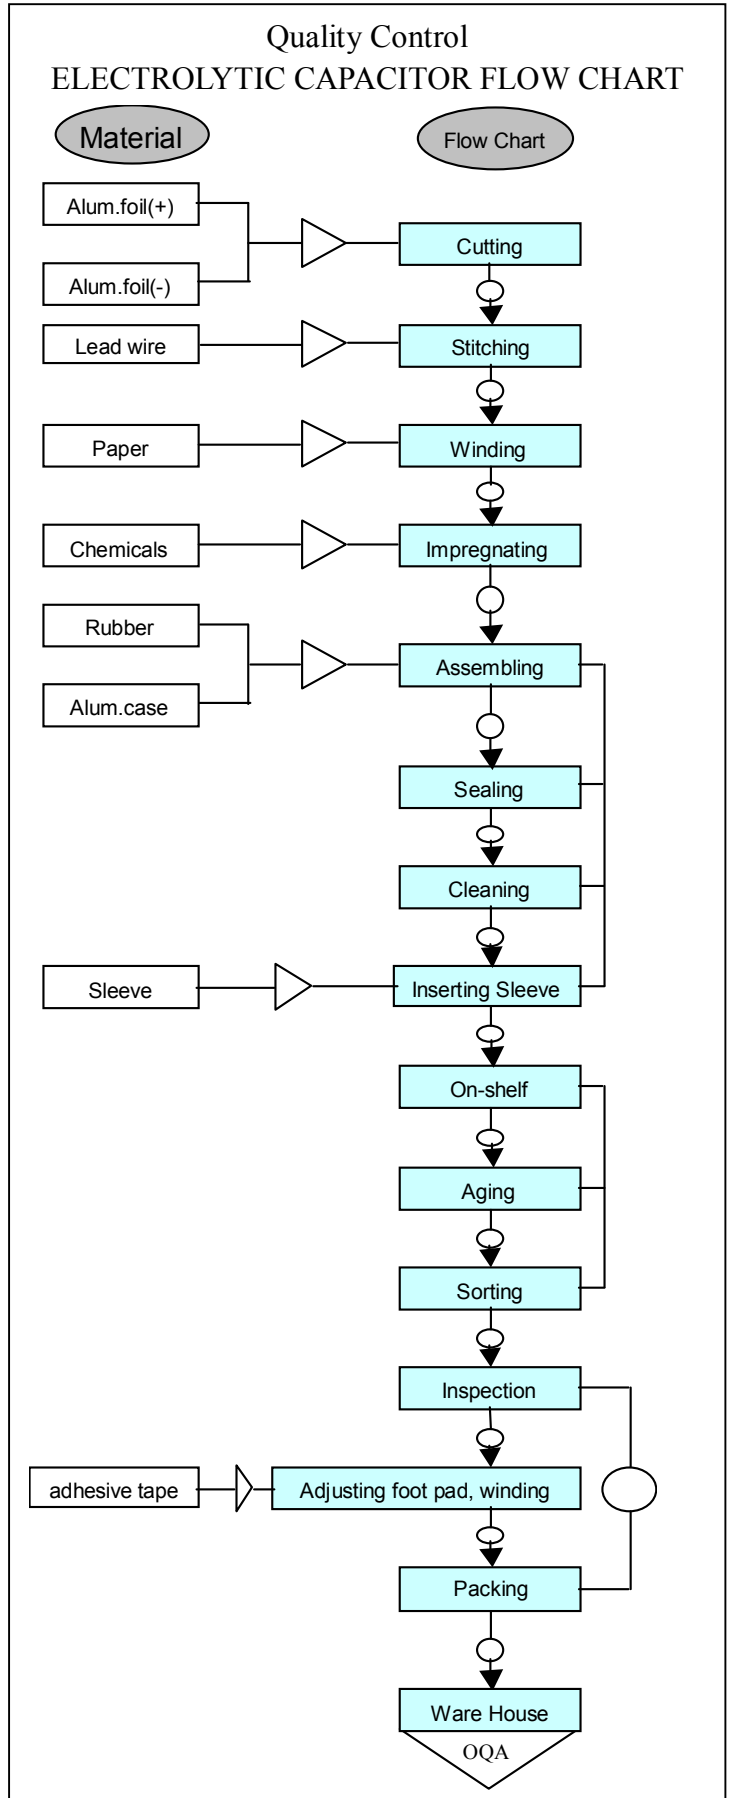 Quality Control
ELECTROLYTIC CAPACITOR FLOW CHART
Material
Flow Chart
Alum.foil(+)
Cutting
Alum.foil(-)
Lead wire
Stitching
Paper
Winding
Chemicals
Impregnating
Rubber
Assembling
Alum.case
Sealing
Cleaning
Sleeve
Inserting Sleeve
On-shelf
Aging
Sorting
Inspection
adhesive tape
Adjusting foot pad, winding
Packing
Ware House
OQA